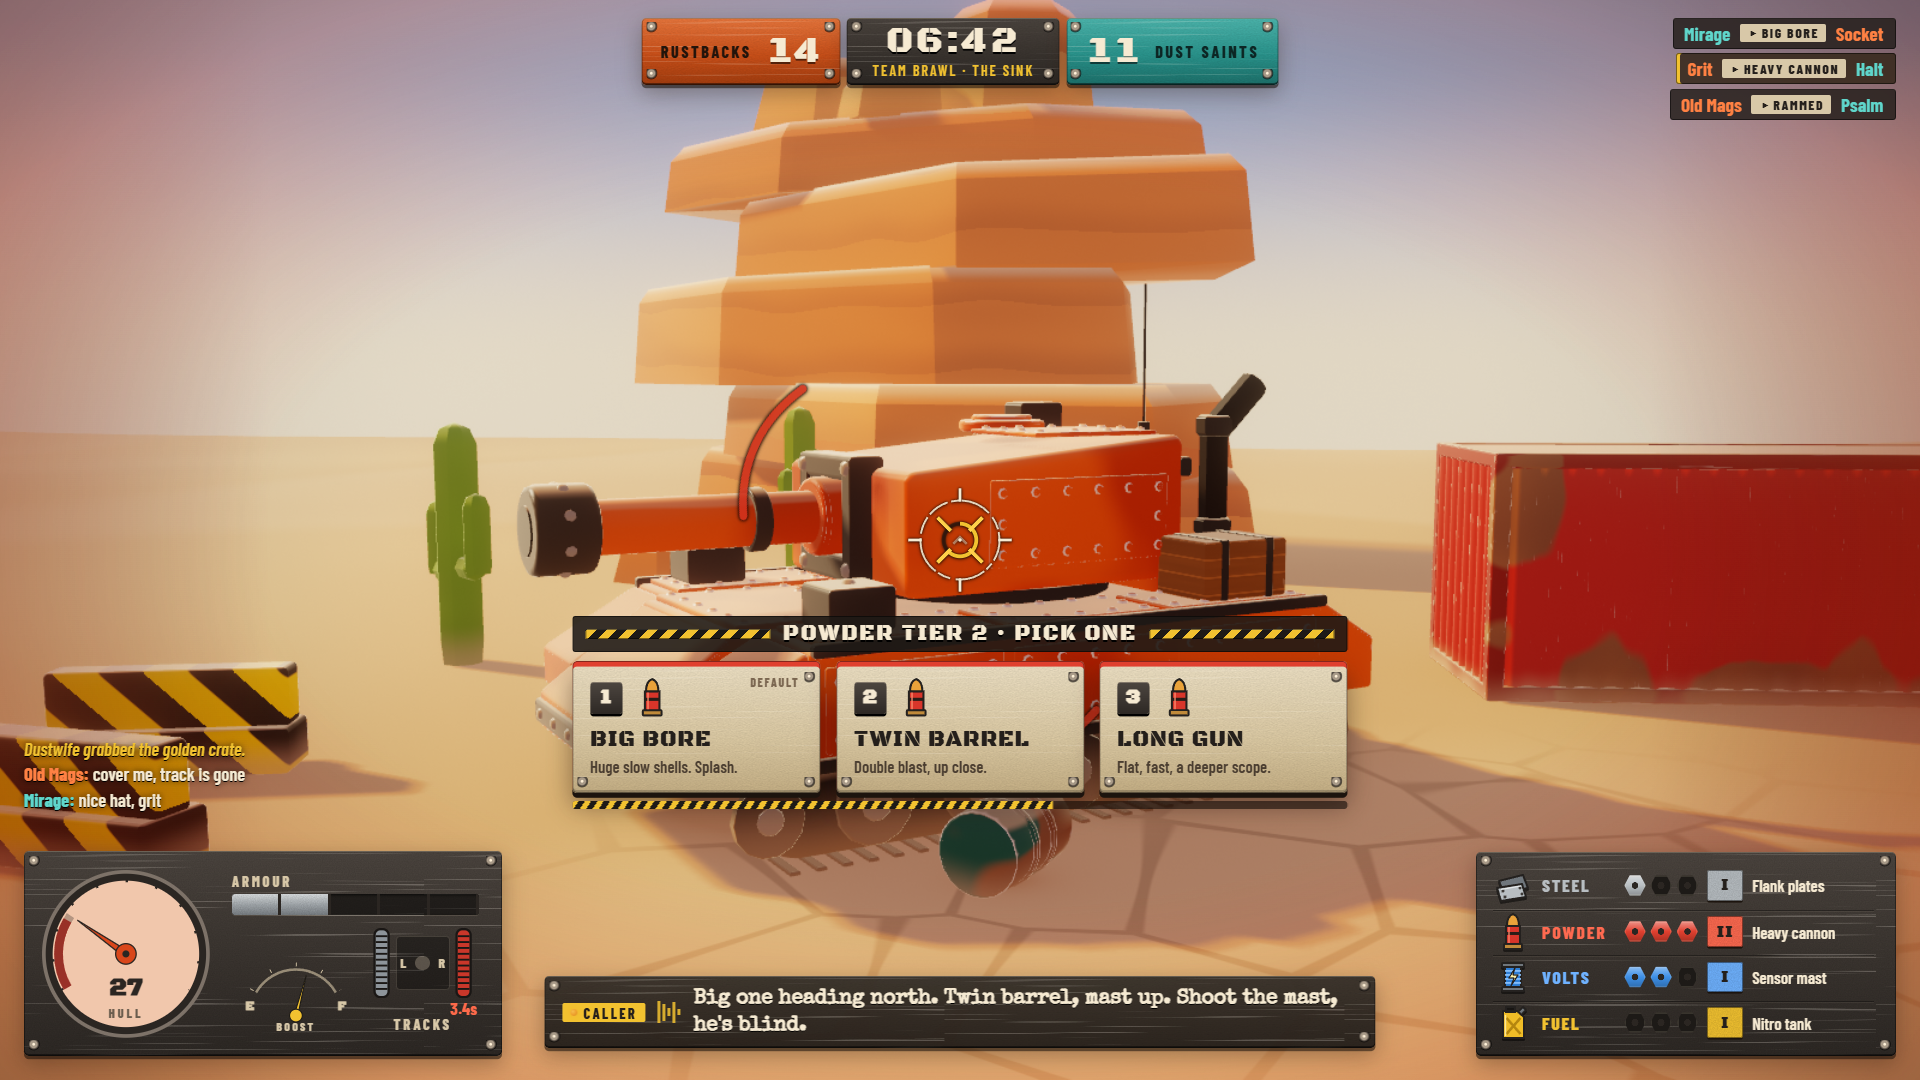 RUSTBACKS 14
06:42
TEAM BRAWL · THE SINK
11 DUST SAINTS
Mirage ▸ BIG BORE Socket
Grit ▸ HEAVY CANNON Halt
Old Mags ▸ RAMMED Psalm
POWDER TIER 2 · PICK ONE
1 DEFAULT
BIG BORE
Huge slow shells. Splash.
2
TWIN BARREL
Double blast, up close.
3
LONG GUN
Flat, fast, a deeper scope.
Dustwife grabbed the golden crate.
Old Mags: cover me, track is gone
Mirage: nice hat, grit
27
HULL
ARMOUR
E F
BOOST
L R
3.4s
TRACKS
CALLER
Big one heading north. Twin barrel, mast up. Shoot the mast,
he's blind.
STEEL I Flank plates
POWDER II Heavy cannon
VOLTS I Sensor mast
FUEL I Nitro tank